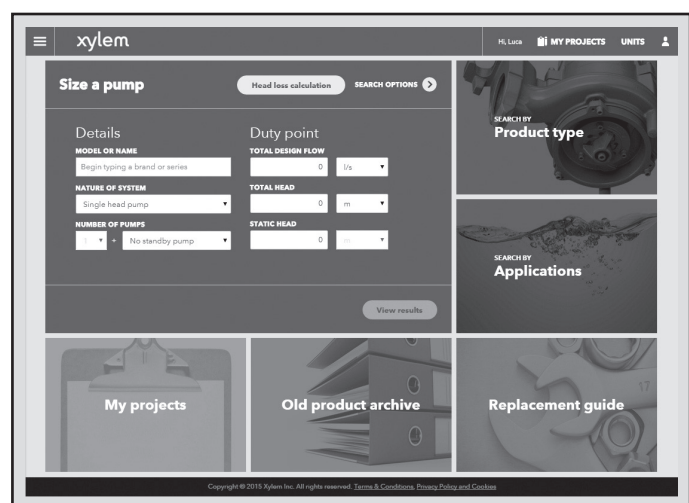 xylem
Hi, Luca
MY PROJECTS
UNITS
Size a pump
Head loss calculation
SEARCH OPTIONS
Details
MODEL OR NAME
Begin typing a brand or series
NATURE OF SYSTEM
Single head pump
NUMBER OF PUMPS
1 + No standby pump
Duty point
TOTAL DESIGN FLOW
0 l/s
TOTAL HEAD
0 m
STATIC HEAD
0 m
View results
SEARCH BY
Product type
SEARCH BY
Applications
My projects
Old product archive
Replacement guide
17
Copyright © 2015 Xylem Inc. All rights reserved. Terms & Conditions, Privacy Policy and Cookies